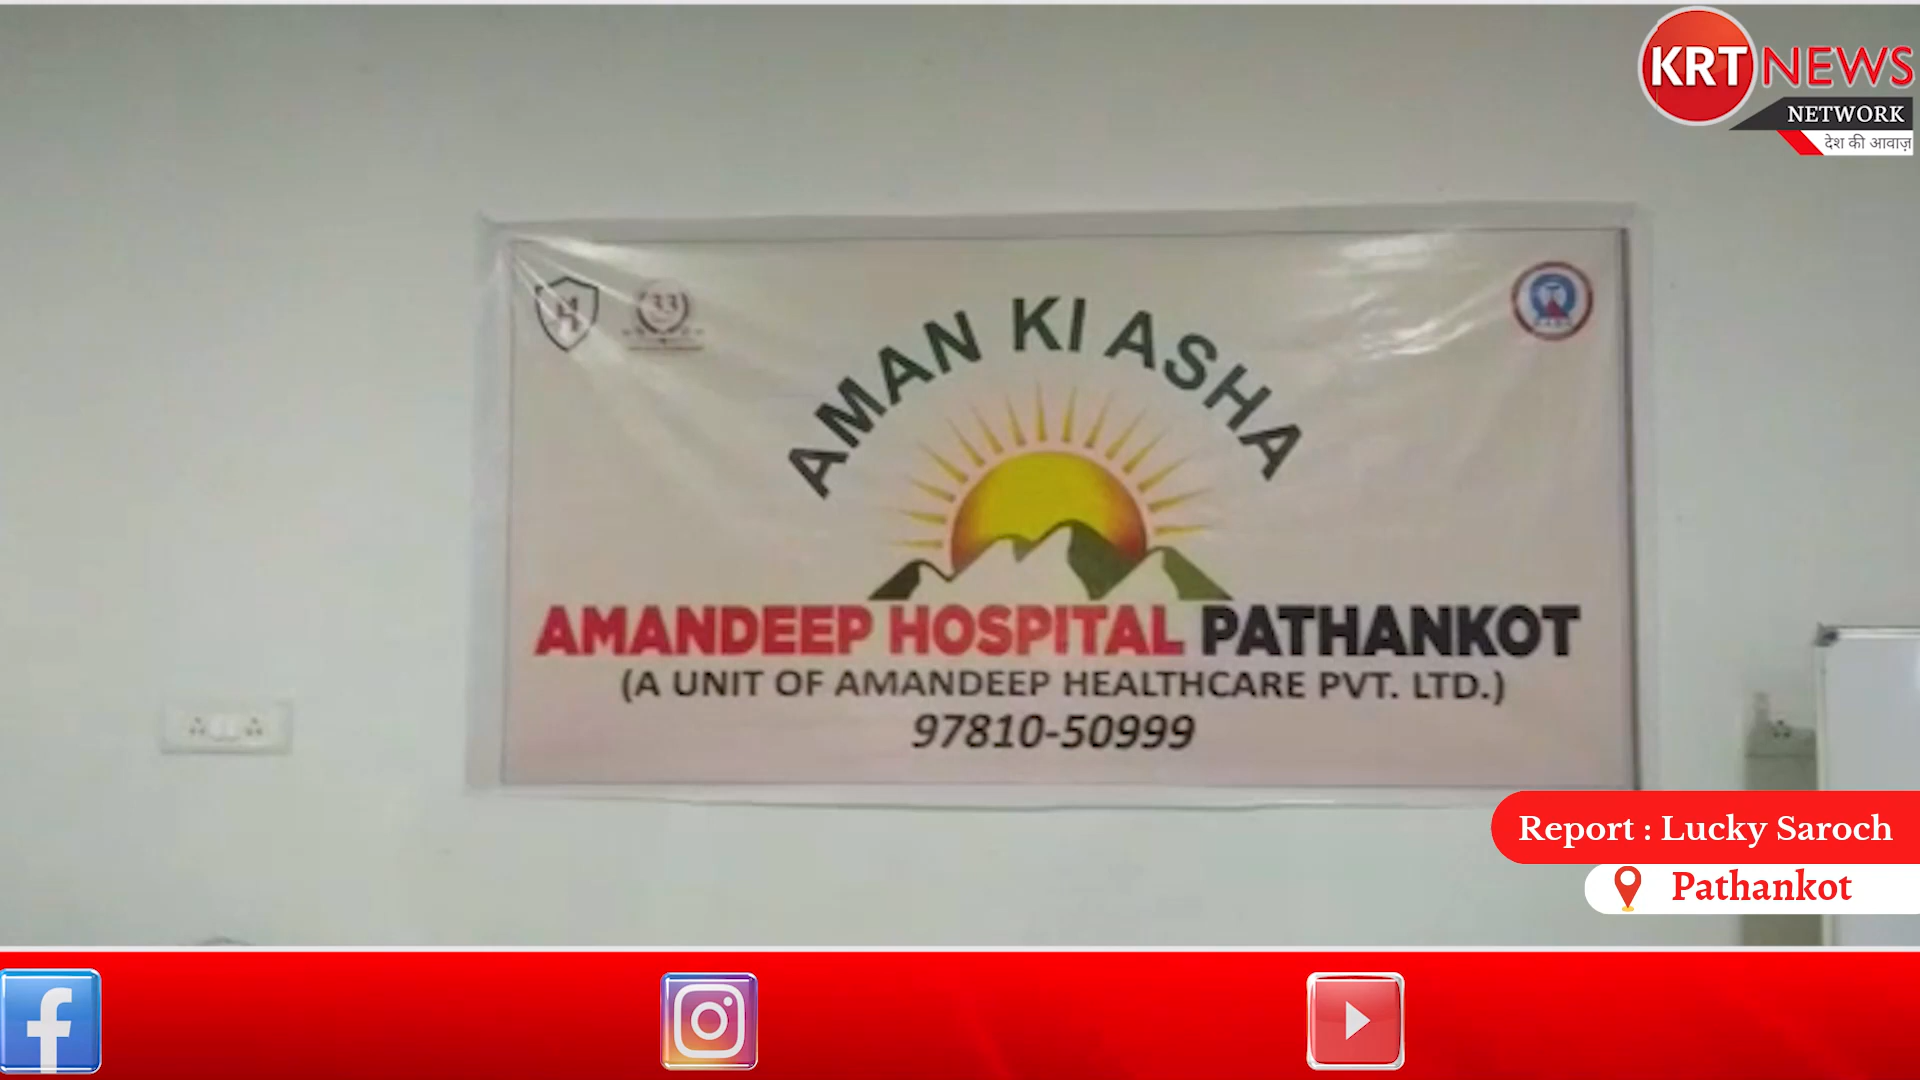 KRT NEWS
NETWORK
देश की आवाज़
33
AMAN KI ASHA
AMANDEEP HOSPITAL PATHANKOT
(A UNIT OF AMANDEEP HEALTHCARE PVT. LTD.)
97810-50999
Report : Lucky Saroch
Pathankot